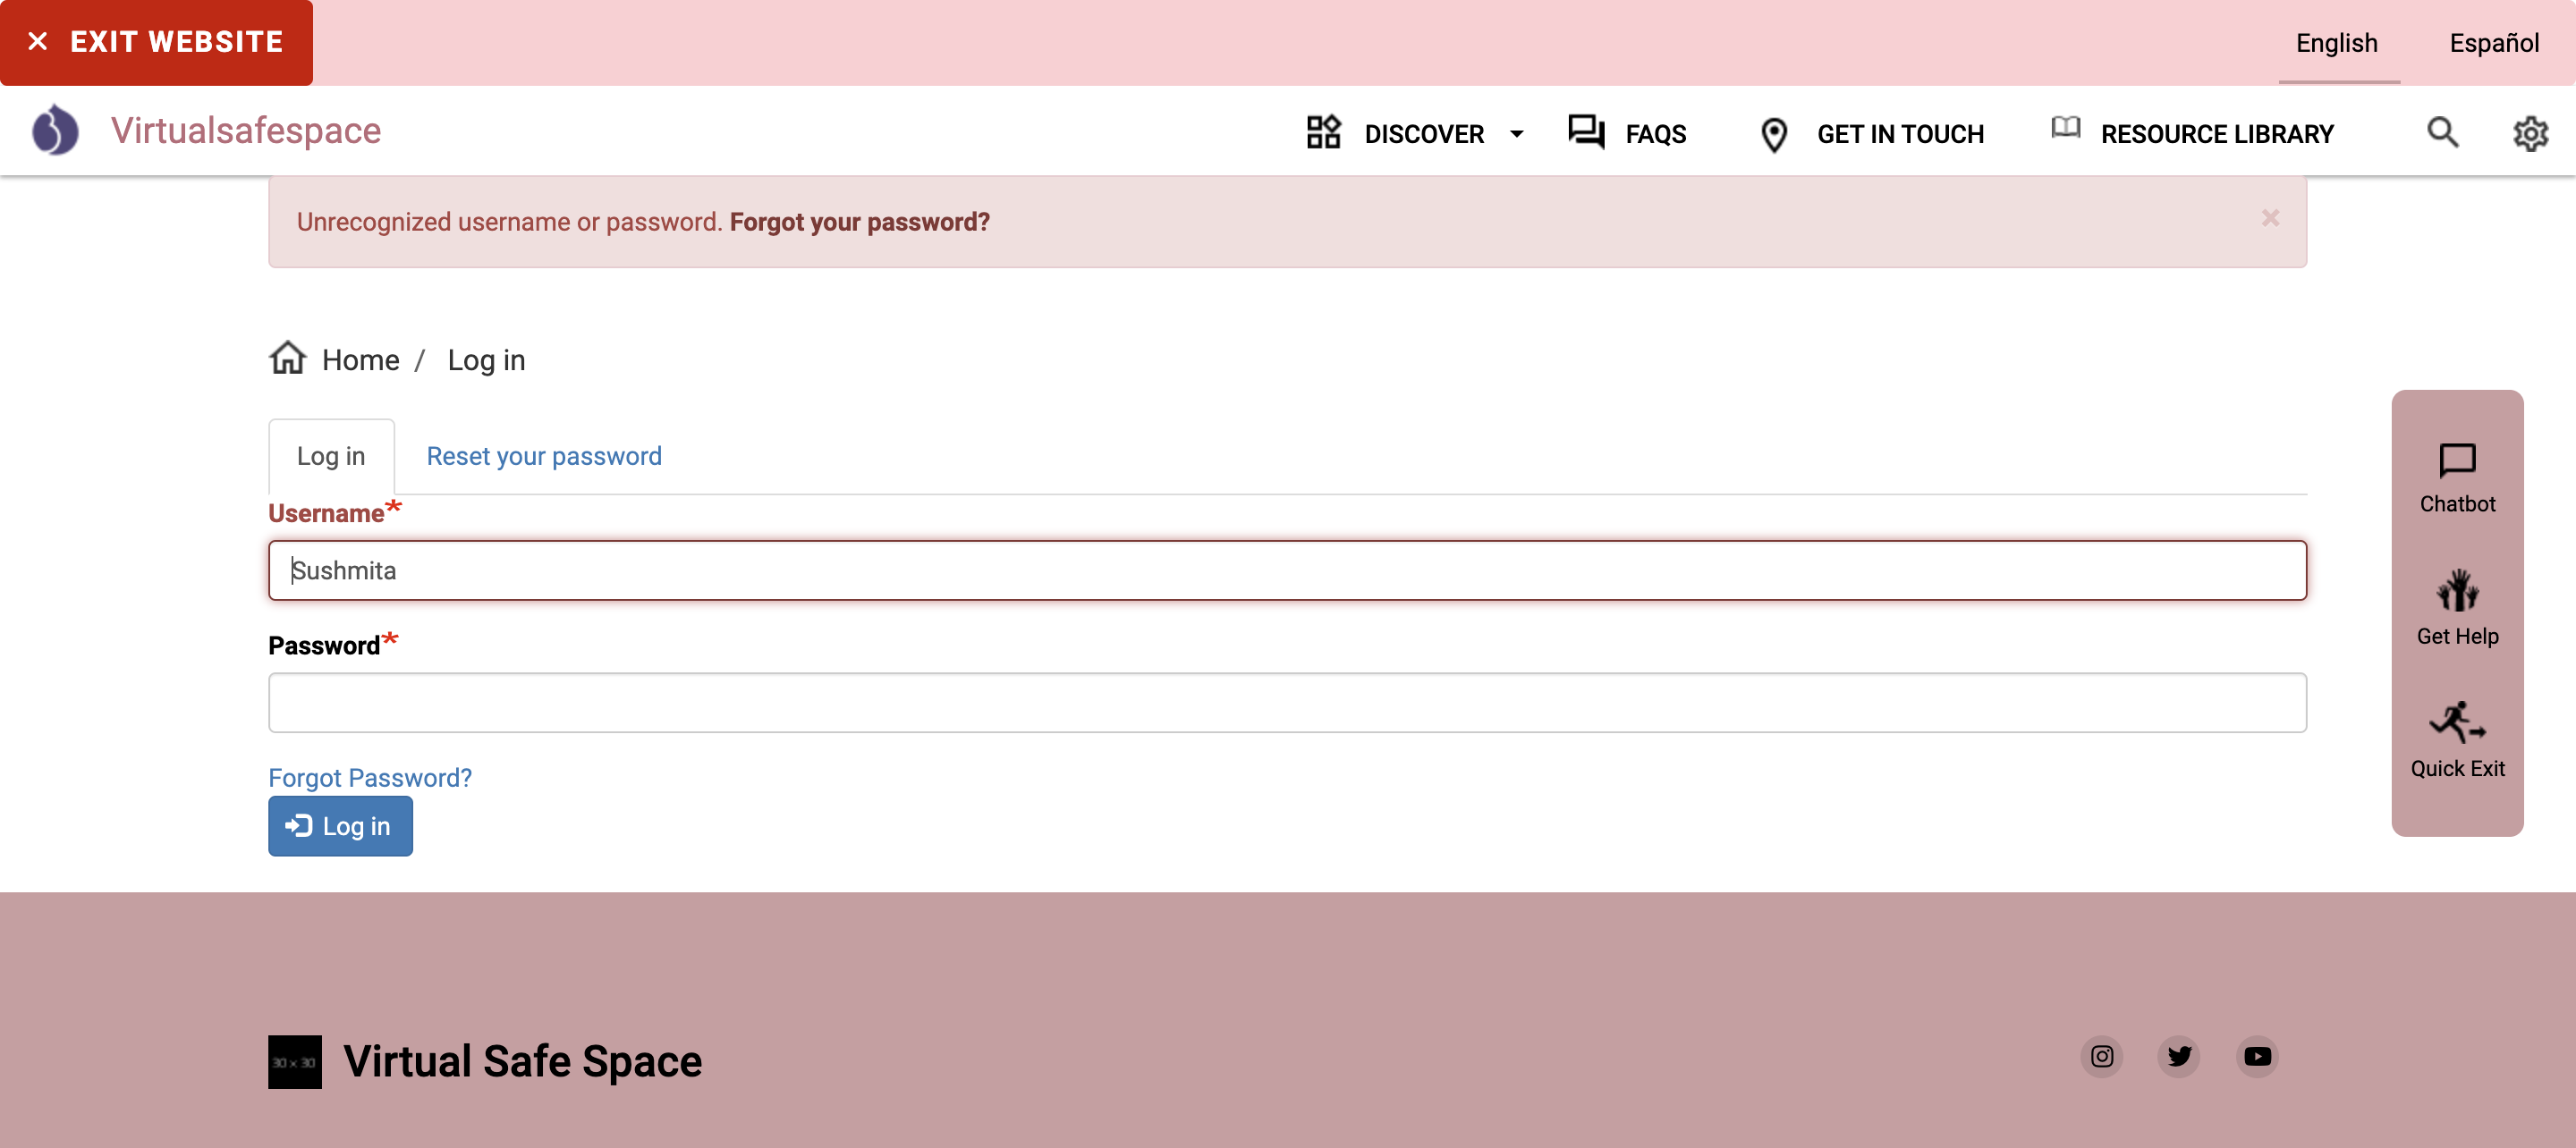 EXIT WEBSITE
English Español
Virtualsafespace
DISCOVER FAQS GET IN TOUCH RESOURCE LIBRARY
Unrecognized username or password. Forgot your password?
×
Home / Log in
Log in Reset your password
Username*
Sushmita
Password*
Forgot Password?
Log in
Chatbot
Get Help
Quick Exit
30 × 30
Virtual Safe Space